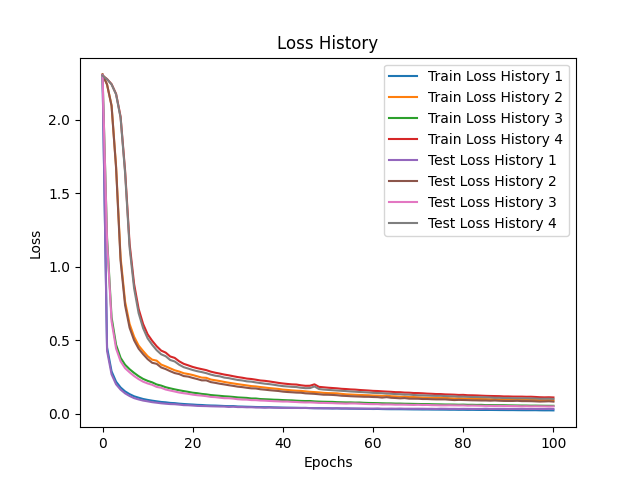 Loss History
Train Loss History 1
Train Loss History 2
Train Loss History 3
Train Loss History 4
Test Loss History 1
Test Loss History 2
Test Loss History 3
Test Loss History 4
Loss
2.0
1.5
1.0
0.5
0.0
0 20 40 60 80 100
Epochs